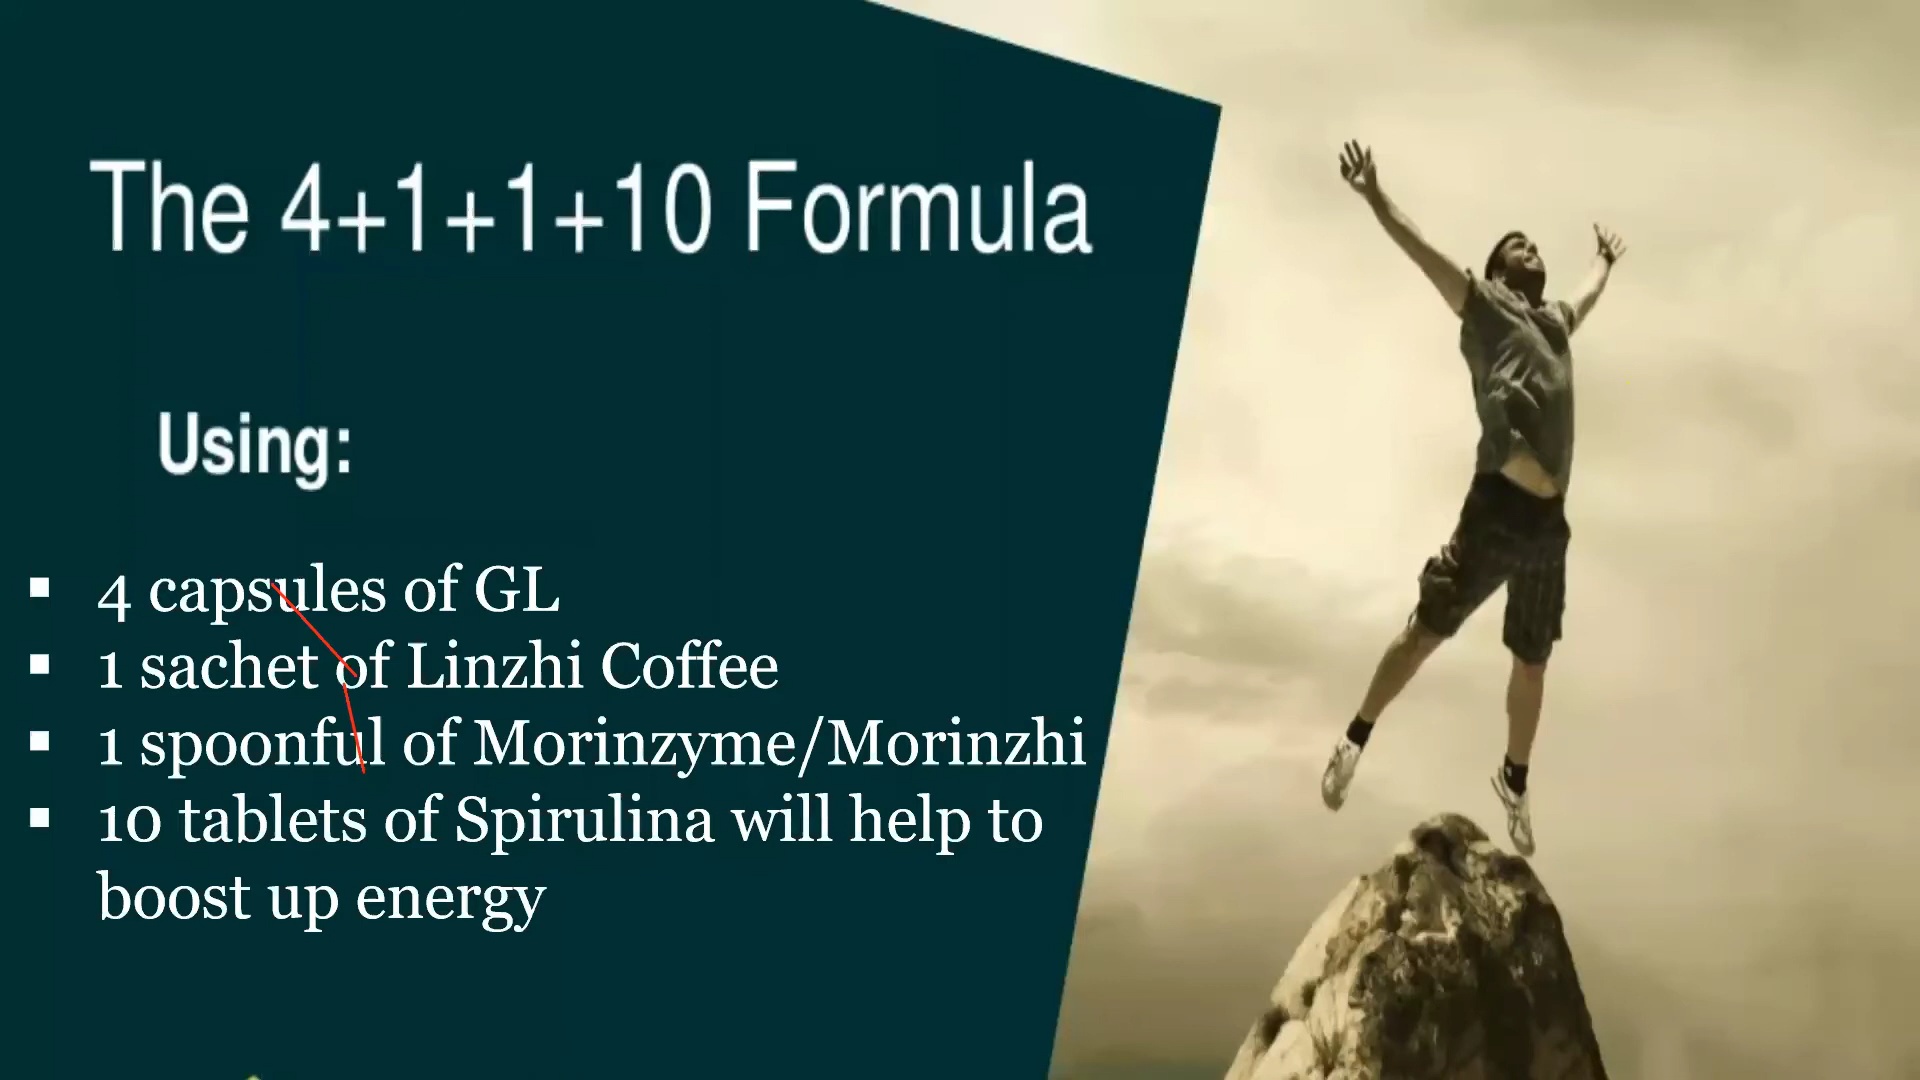 The 4+1+1+10 Formula
Using:
▪ 4 capsules of GL
▪ 1 sachet of Linzhi Coffee
▪ 1 spoonful of Morinzyme/Morinzhi
▪ 10 tablets of Spirulina will help to
boost up energy